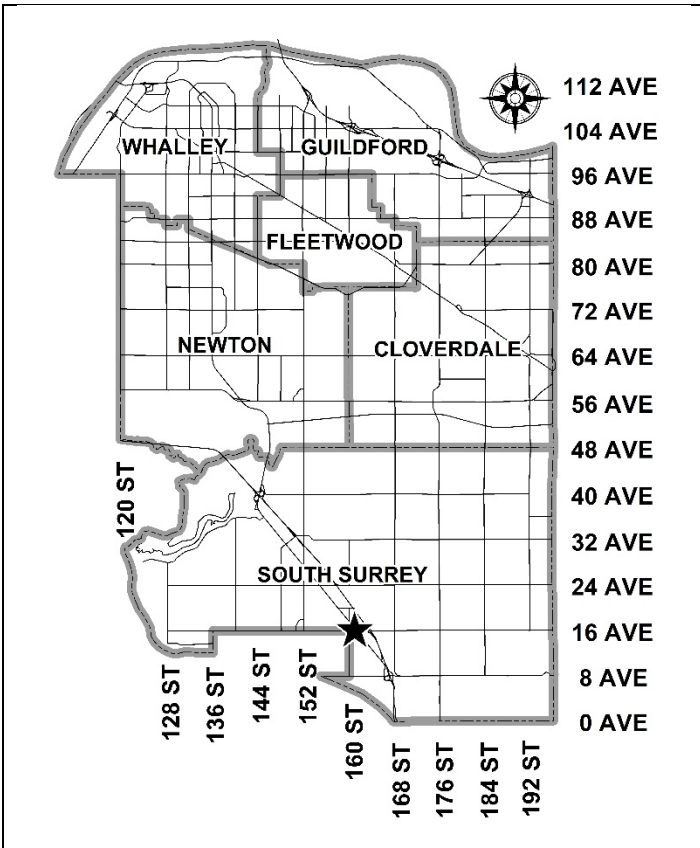 112 AVE
104 AVE
WHALLEY
GUILDFORD
96 AVE
88 AVE
FLEETWOOD
80 AVE
72 AVE
NEWTON
CLOVERDALE
64 AVE
56 AVE
48 AVE
120 ST
40 AVE
32 AVE
SOUTH SURREY
24 AVE
16 AVE
128 ST
136 ST
144 ST
152 ST
160 ST
8 AVE
0 AVE
168 ST
176 ST
184 ST
192 ST